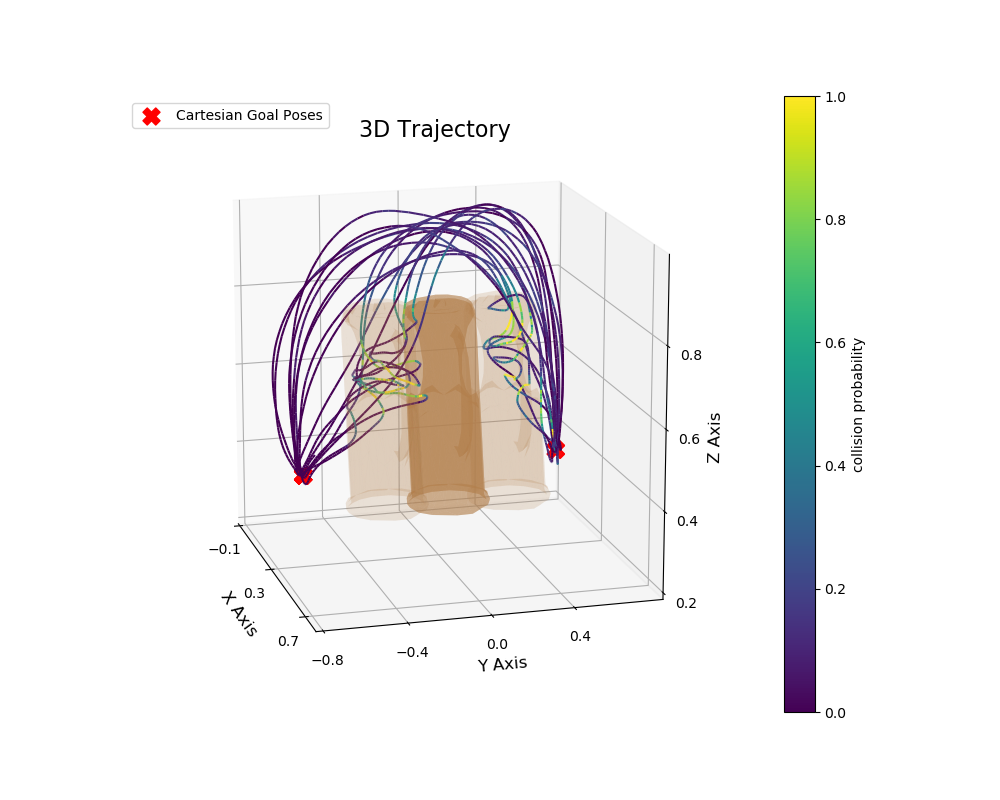 Cartesian Goal Poses
3D Trajectory
1.0
0.8
0.6
0.4
0.2
0.0
collision probability
0.8
0.6
0.4
0.2
Z Axis
−0.1
0.3
0.7
X Axis
−0.8
−0.4
0.0
0.4
Y Axis